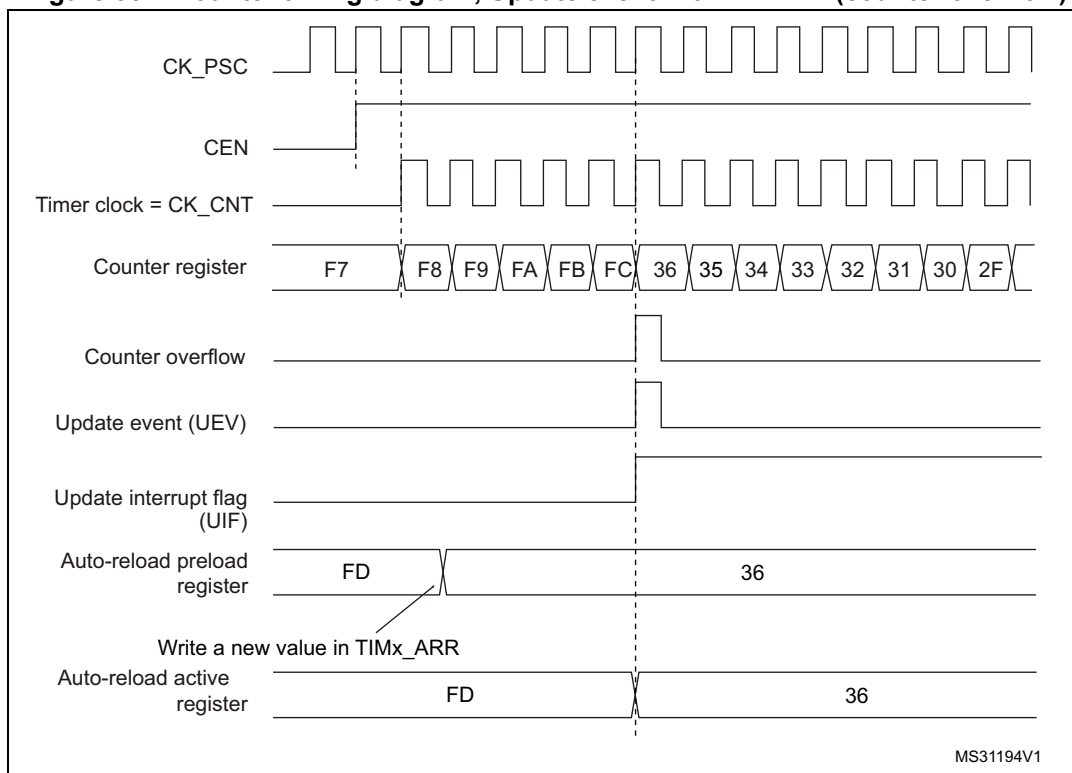 CK_PSC
CEN
Timer clock = CK_CNT
Counter register
F7 F8 F9 FA FB FC 36 35 34 33 32 31 30 2F
Counter overflow
Update event (UEV)
Update interrupt flag
(UIF)
Auto-reload preload
register
FD 36
Write a new value in TIMx_ARR
Auto-reload active
register
FD 36
MS31194V1